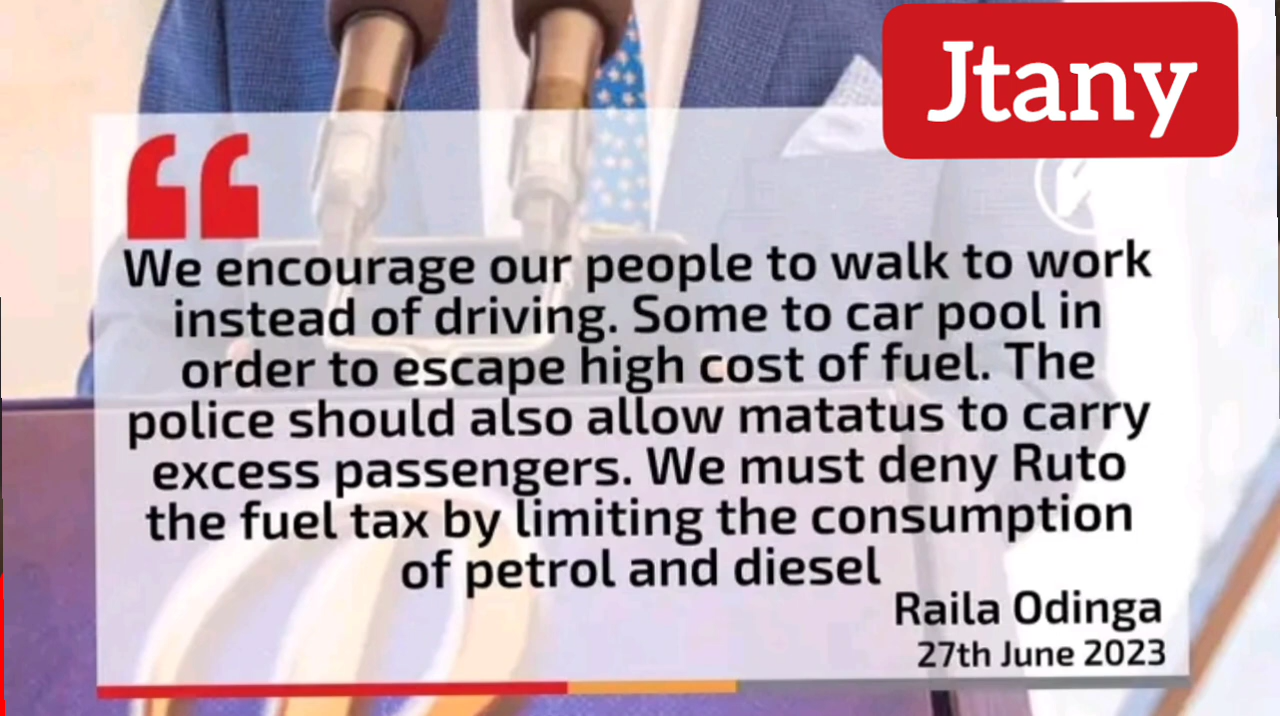 Jtany
We encourage our people to walk to work
instead of driving. Some to car pool in
order to escape high cost of fuel. The
police should also allow matatus to carry
excess passengers. We must deny Ruto
the fuel tax by limiting the consumption
of petrol and diesel
Raila Odinga
27th June 2023